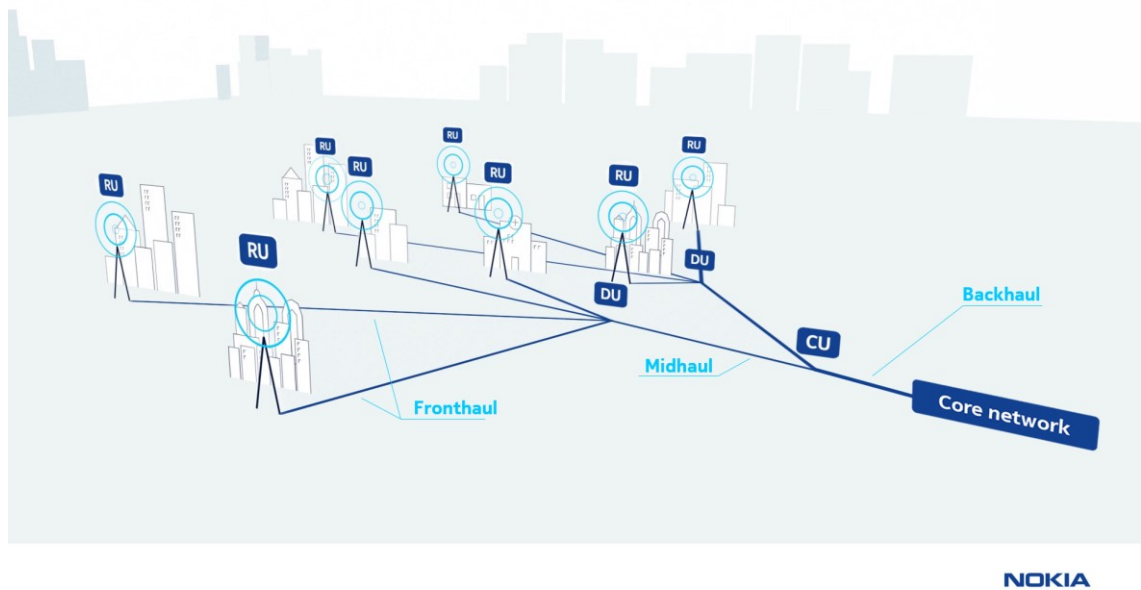 RU
RU
RU
RU
RU
RU
RU
RU
DU
DU
CU
Backhaul
Midhaul
Fronthaul
Core network
NOKIA